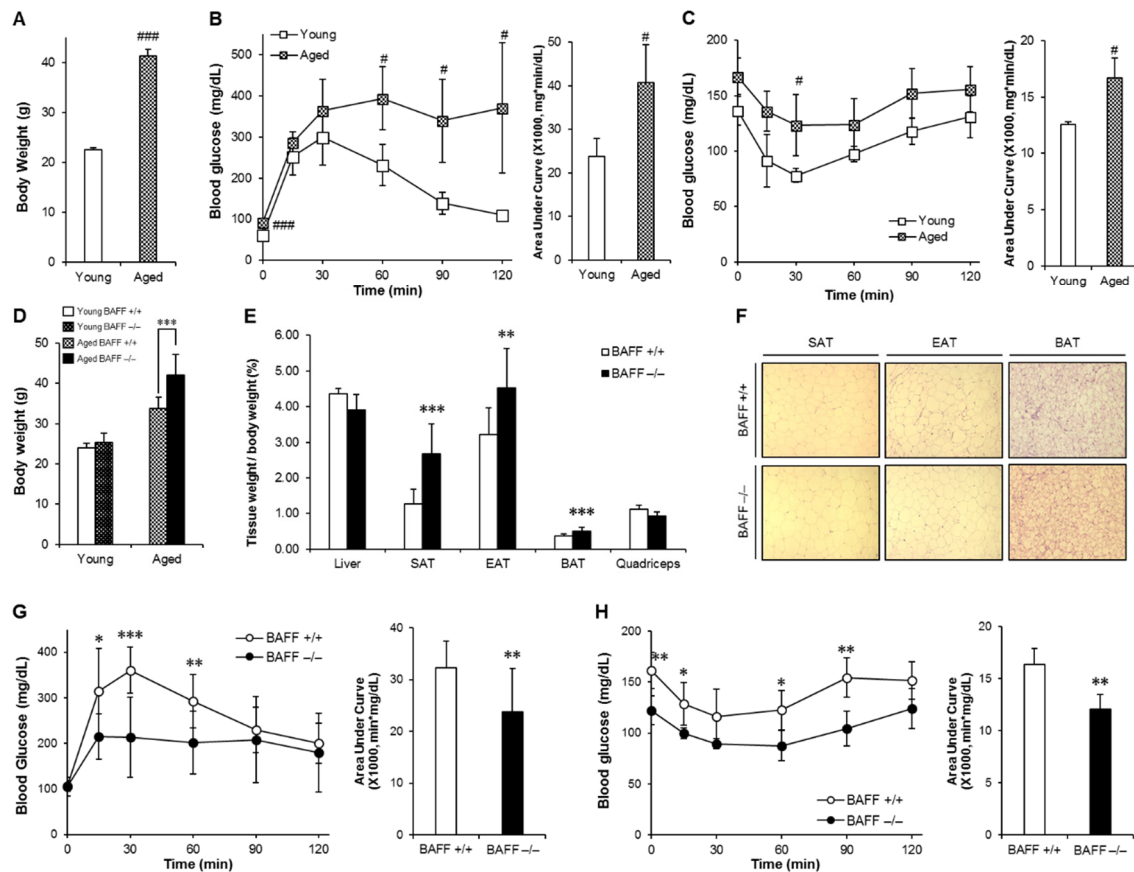 A
Body Weight (g)
50
40
30
20
10
0
###
Young
Aged
B
Young
Aged
Blood glucose (mg/dL)
500
400
300
200
100
0
###
#
#
#
0
30
60
90
120
Time (min)
Area Under Curve (X1000, mg*min/dL)
50
40
30
20
10
0
#
Young
Aged
C
Blood glucose (mg/dL)
200
150
100
50
0
#
Young
Aged
0
30
60
90
120
Time (min)
Area Under Curve (X1000, mg*min/dL)
20
15
10
5
0
#
Young
Aged
D
Young BAFF +/+
Young BAFF –/–
Aged BAFF +/+
Aged BAFF –/–
***
Body weight (g)
50
40
30
20
10
0
Young
Aged
E
Tissue weight/ body weight (%)
6.00
5.00
4.00
3.00
2.00
1.00
0.00
BAFF +/+
BAFF –/–
***
**
***
Liver
SAT
EAT
BAT
Quadriceps
F
SAT
EAT
BAT
BAFF +/+
BAFF –/–
G
Blood Glucose (mg/dL)
400
300
200
100
0
*
***
**
BAFF +/+
BAFF –/–
0
30
60
90
120
Time (min)
Area Under Curve
(X1000, min*mg/dL)
40
30
20
10
0
**
BAFF +/+
BAFF –/–
H
Blood glucose (mg/dL)
200
150
100
50
0
**
*
*
**
BAFF +/+
BAFF –/–
0
30
60
90
120
Time (min)
Area Under Curve
(X1000, min*mg/dL)
20
15
10
5
0
**
BAFF +/+
BAFF –/–